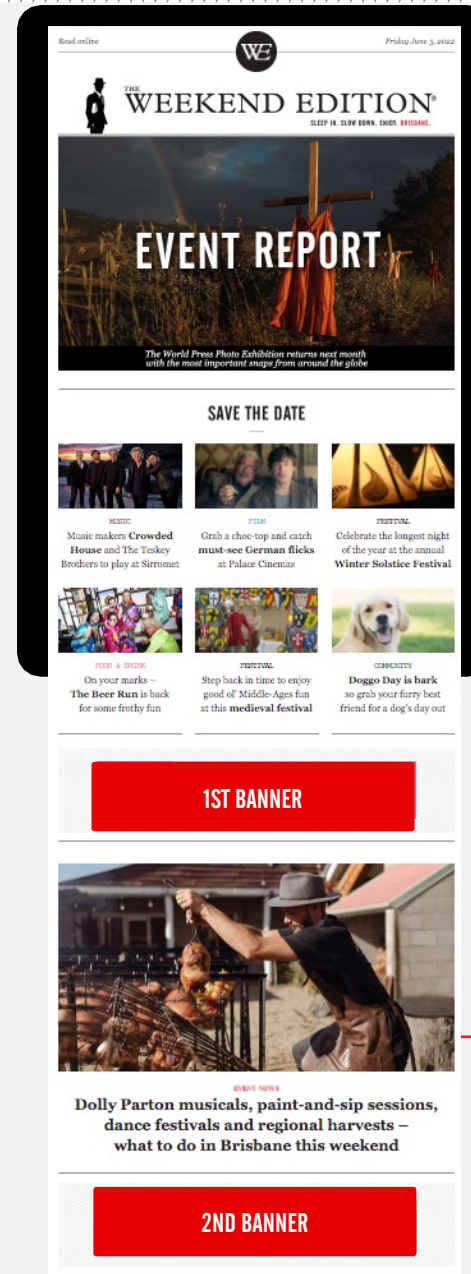 Read online
WE
Friday June 3, 2022
THE
WEEKEND EDITION®
SLEEP IN. SLOW DOWN. ENJOY. BRISBANE.
EVENT REPORT
The World Press Photo Exhibition returns next month
with the most important snaps from around the globe
SAVE THE DATE
MUSIC
Music makers Crowded
House and The Teskey
Brothers to play at Sirromet
FILM
Grab a choc-top and catch
must-see German flicks
at Palace Cinemas
FESTIVAL
Celebrate the longest night
of the year at the annual
Winter Solstice Festival
FOOD & DRINK
On your marks –
The Beer Run is back
for some frothy fun
FESTIVAL
Step back in time to enjoy
good ol' Middle-Ages fun
at this medieval festival
COMMUNITY
Doggo Day is bark
so grab your furry best
friend for a dog's day out
1ST BANNER
EVENT NEWS
Dolly Parton musicals, paint-and-sip sessions,
dance festivals and regional harvests –
what to do in Brisbane this weekend
2ND BANNER